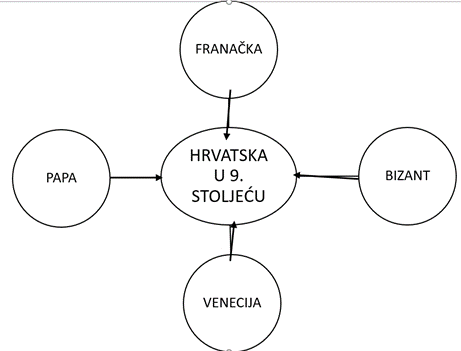 FRANAČKA
HRVATSKA
U 9.
STOLJEĆU
PAPA
BIZANT
VENECIJA